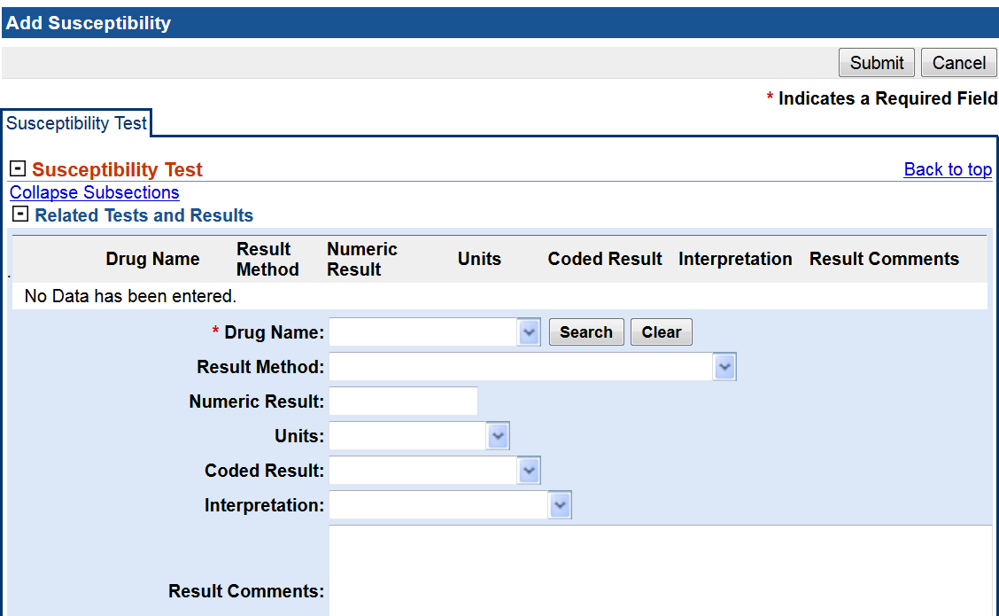 Add Susceptibility
Submit Cancel
* Indicates a Required Field
Susceptibility Test
Susceptibility Test Back to top
Collapse Subsections
Related Tests and Results
Drug Name Result Method Numeric Result Units Coded Result Interpretation Result Comments
No Data has been entered.
* Drug Name: Search Clear
Result Method:
Numeric Result:
Units:
Coded Result:
Interpretation:
Result Comments: